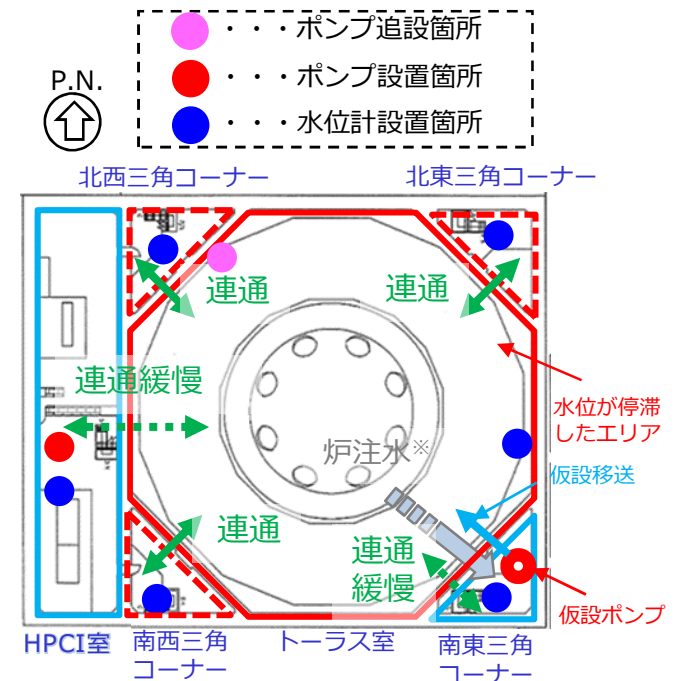 ・・・ポンプ追設箇所
・・・ポンプ設置箇所
・・・水位計設置箇所
P.N.
北西三角コーナー
北東三角コーナー
連通
連通
連通緩慢
水位が停滞
したエリア
炉注水※
仮設移送
連通
連通
緩慢
仮設ポンプ
HPCI室
南西三角
コーナー
トーラス室
南東三角
コーナー